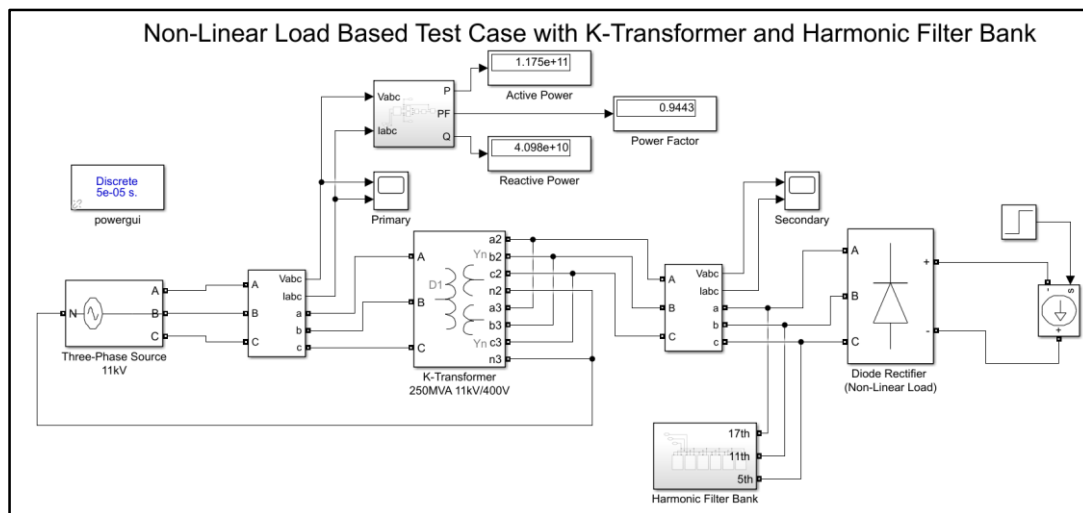 Non-Linear Load Based Test Case with K-Transformer and Harmonic Filter Bank
Vabc
Iabc
P
PF
Q
1.175e+11
Active Power
0.9443
Power Factor
4.098e+10
Reactive Power
Discrete
5e-05 s.
powergui
Primary
Secondary
N
A
B
C
Three-Phase Source
11kV
A
B
C
Vabc
Iabc
a
b
c
A
B
C
D1
Yn
Yn
a2
b2
c2
n2
a3
b3
c3
n3
K-Transformer
250MVA 11kV/400V
A
B
C
Vabc
Iabc
a
b
c
A
B
C
+
-
Diode Rectifier
(Non-Linear Load)
-
s
+
17th
11th
5th
Harmonic Filter Bank